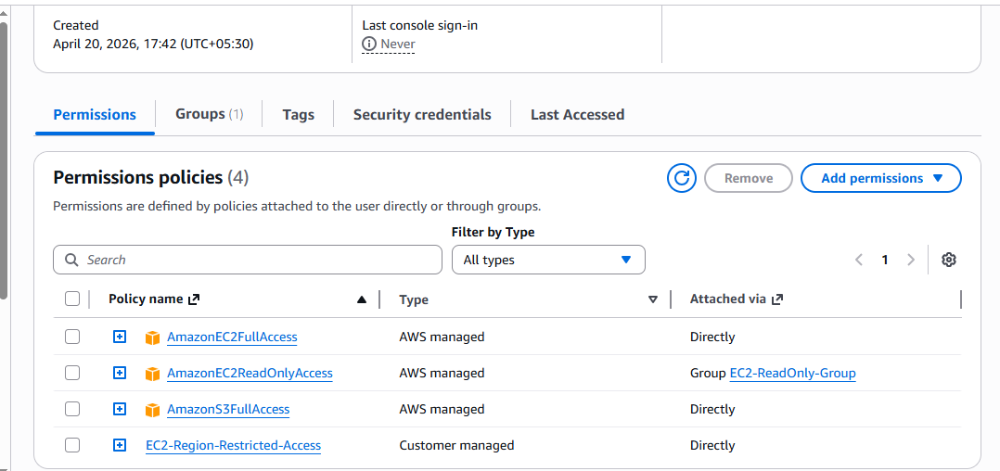 Created
April 20, 2026, 17:42 (UTC+05:30)
Last console sign-in
Never
Permissions
Groups (1)
Tags
Security credentials
Last Accessed
Permissions policies (4)
Remove
Add permissions
Permissions are defined by policies attached to the user directly or through groups.
Filter by Type
Search
All types
1
Policy name
Type
Attached via
AmazonEC2FullAccess AWS managed Directly
AmazonEC2ReadOnlyAccess AWS managed Group EC2-ReadOnly-Group
AmazonS3FullAccess AWS managed Directly
EC2-Region-Restricted-Access Customer managed Directly